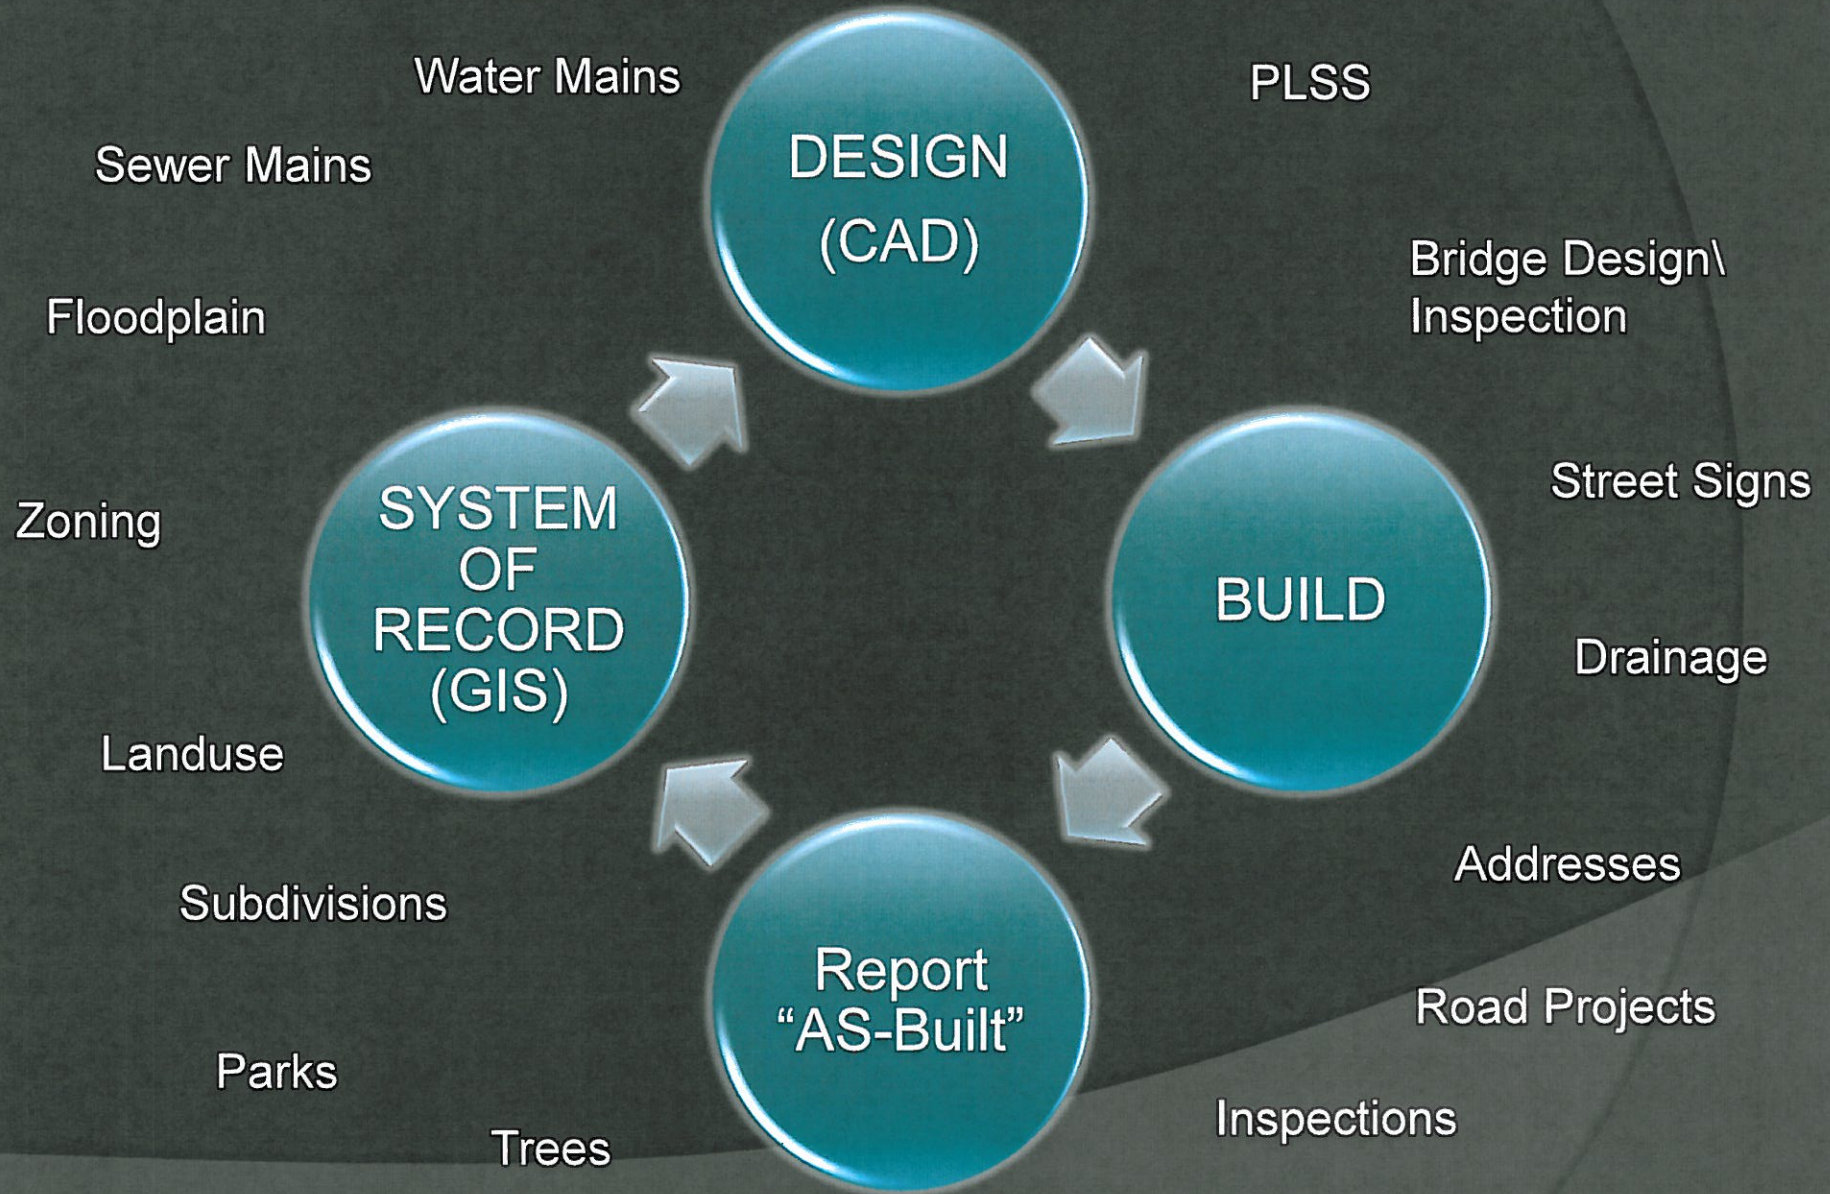 Water Mains
PLSS
DESIGN
(CAD)
Sewer Mains
Bridge Design\
Inspection
Floodplain
Street Signs
SYSTEM
OF
RECORD
(GIS)
Zoning
BUILD
Drainage
Landuse
Addresses
Subdivisions
Report
“AS-Built”
Road Projects
Parks
Inspections
Trees